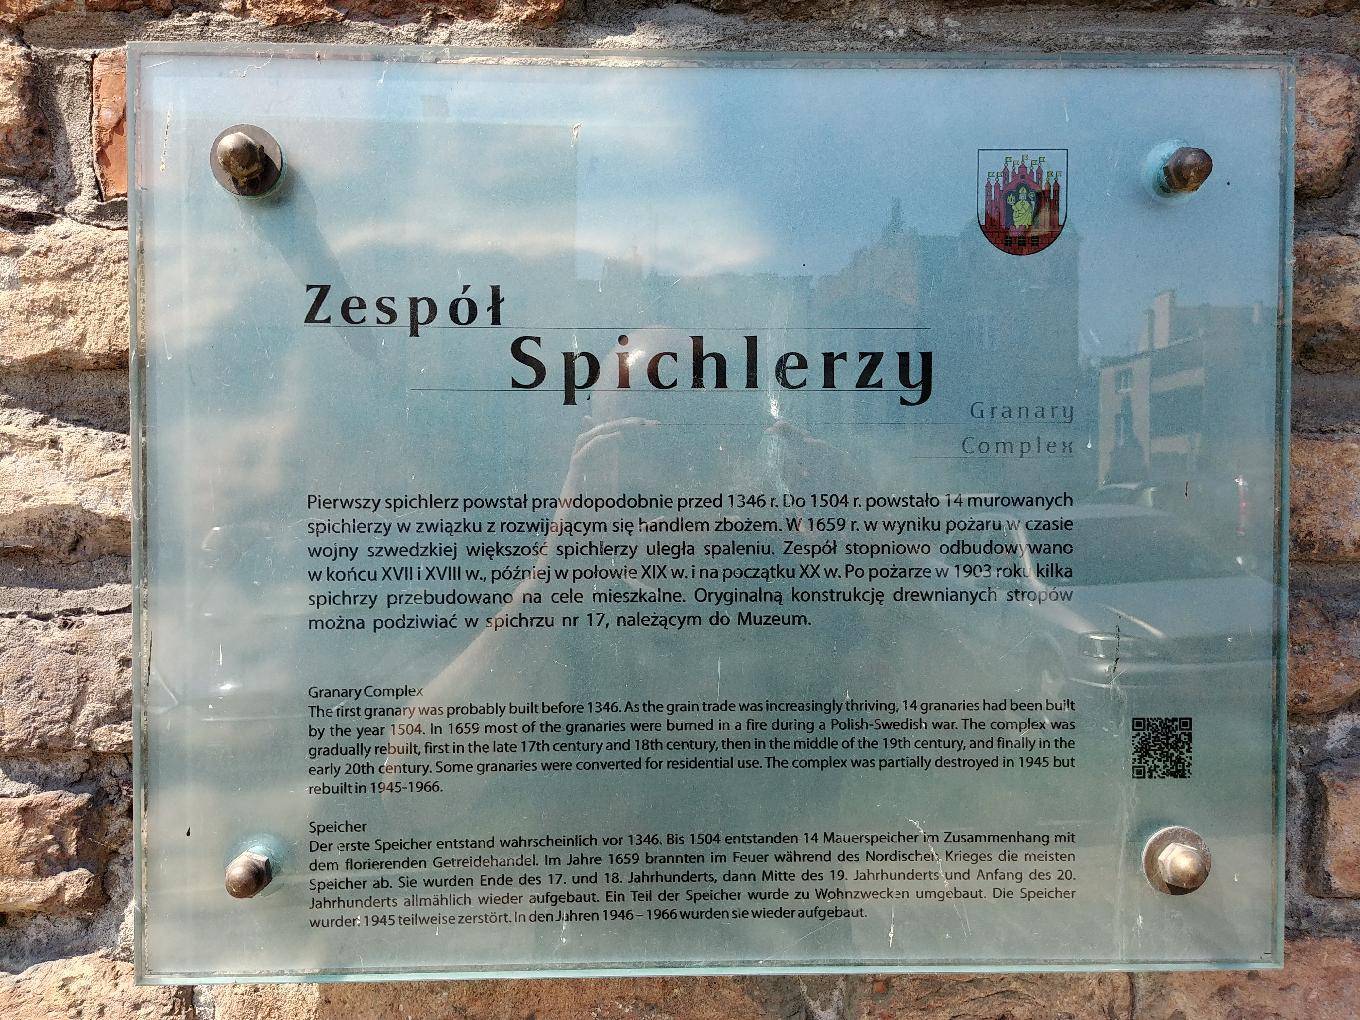 Zespół
Spichlerzy
Granary
Complex
Pierwszy spichlerz powstał prawdopodobnie przed 1346 r. Do 1504 r. powstało 14 murowanych
spichlerzy w związku z rozwijającym się handlem zbożem. W 1659 r. w wyniku pożaru w czasie
wojny szwedzkiej większość spichlerzy uległa spaleniu. Zespół stopniowo odbudowywano
w końcu XVII i XVIII w., później w połowie XIX w. i na początku XX w. Po pożarze w 1903 roku kilka
spichrzy przebudowano na cele mieszkalne. Oryginalną konstrukcję drewnianych stropów
można podziwiać w spichrzu nr 17, należącym do Muzeum.
Granary Complex
The first granary was probably built before 1346. As the grain trade was increasingly thriving, 14 granaries had been built
by the year 1504. In 1659 most of the granaries were burned in a fire during a Polish-Swedish war. The complex was
gradually rebuilt, first in the late 17th century and 18th century, then in the middle of the 19th century, and finally in the
early 20th century. Some granaries were converted for residential use. The complex was partially destroyed in 1945 but
rebuilt in 1945-1966.
Speicher
Der erste Speicher entstand wahrscheinlich vor 1346. Bis 1504 entstanden 14 Mauerspeicher im Zusammenhang mit
dem florierenden Getreidehandel. Im Jahre 1659 brannten im Feuer während des Nordischen Krieges die meisten
Speicher ab. Sie wurden Ende des 17. und 18. Jahrhunderts, dann Mitte des 19. Jahrhunderts und Anfang des 20.
Jahrhunderts allmählich wieder aufgebaut. Ein Teil der Speicher wurde zu Wohnzwecken umgebaut. Die Speicher
wurden 1945 teilweise zerstört. In den Jahren 1946 – 1966 wurden sie wieder aufgebaut.